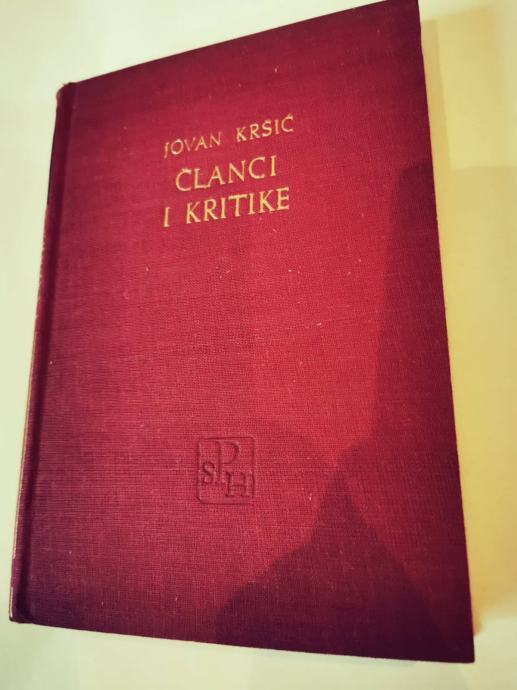 JOVAN KRŠIĆ
ČLANCI
I KRITIKE
SPH